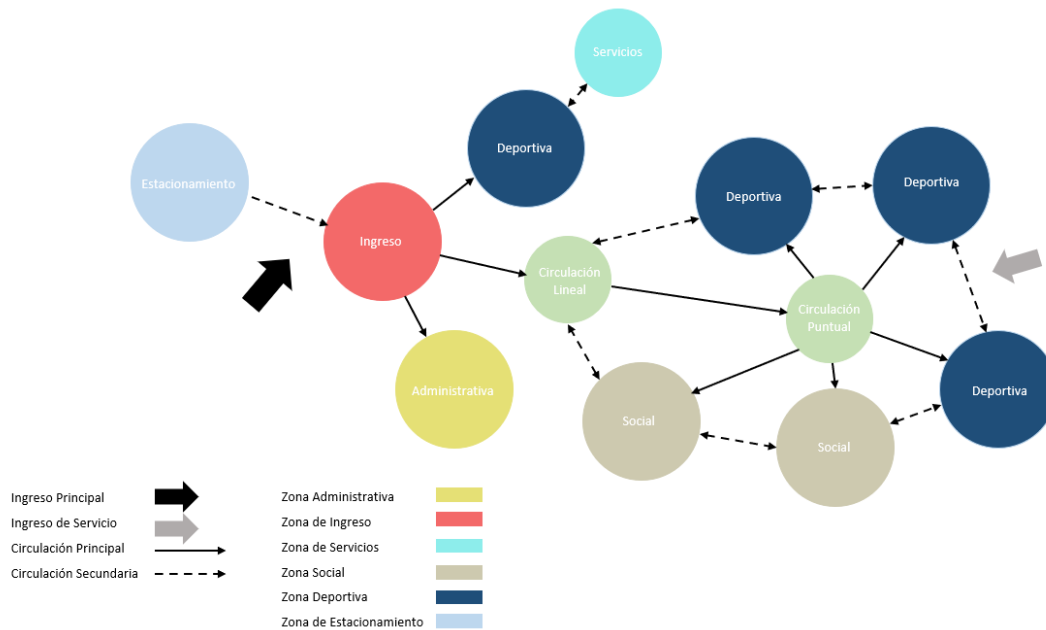 Servicios
Deportiva
Estacionamiento
Deportiva
Deportiva
Ingreso
Circulación
Lineal
Circulación
Puntual
Administrativa
Deportiva
Social
Social
Ingreso Principal
Ingreso de Servicio
Circulación Principal
Circulación Secundaria
Zona Administrativa
Zona de Ingreso
Zona de Servicios
Zona Social
Zona Deportiva
Zona de Estacionamiento